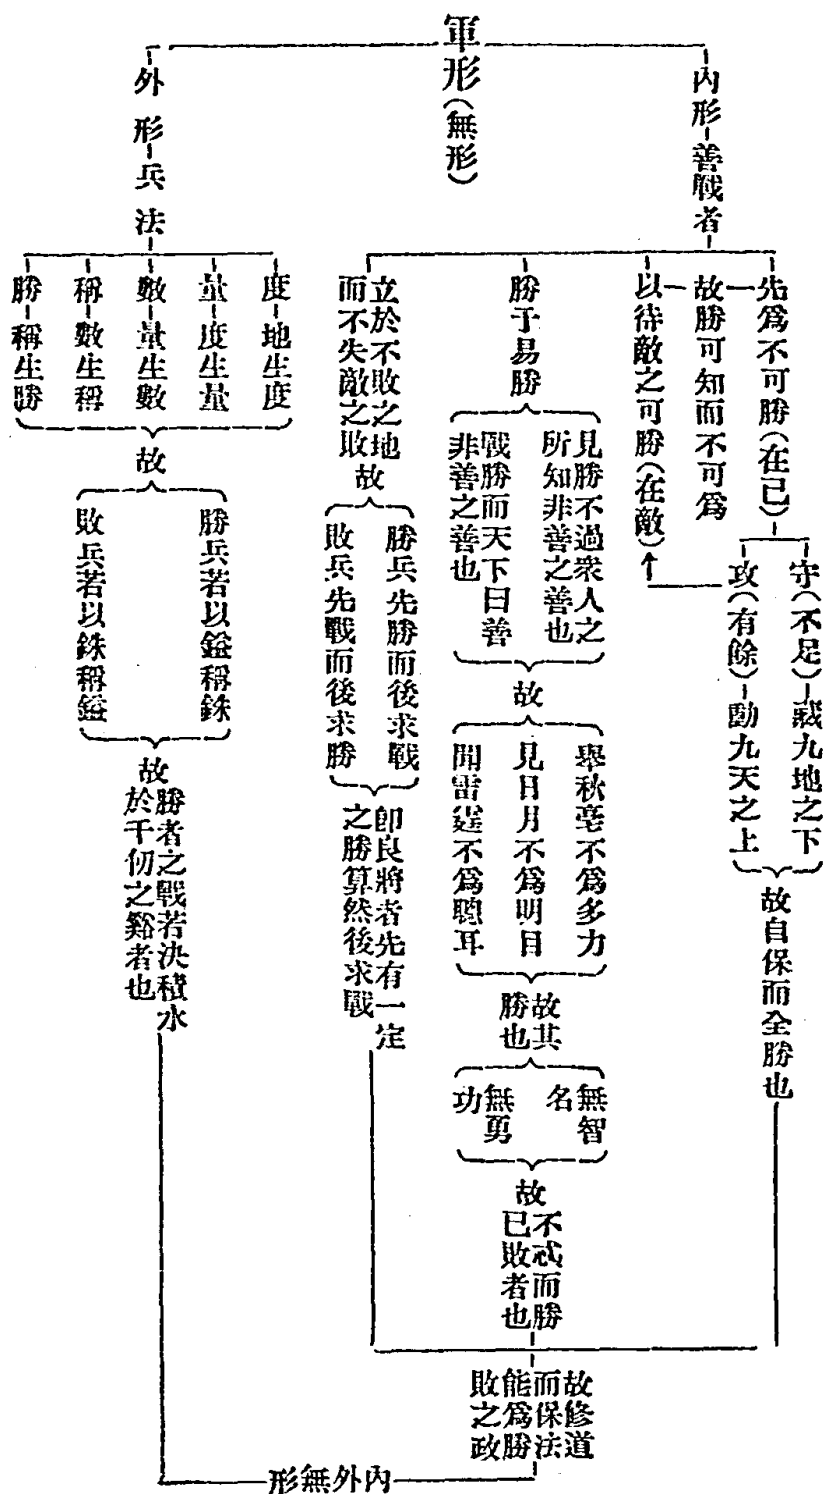 軍形(無形)
內形
善戰者
先爲不可勝(在己)
故勝可知而不可爲
以待敵之可勝(在敵)
守(不足)
藏九地之下
攻(有餘)
動九天之上
故自保而全勝也
勝于易勝
見勝不過衆人之
所知非善之善也
戰勝而天下曰善
非善之善也
故
舉秋毫不爲多力
見日月不爲明目
聞雷霆不爲聰耳
故其
勝也
無智
名
無勇
功
故
不忒而勝
已敗者也
立於不敗之地
而不失敵之敗
故
勝兵先勝而後求戰
敗兵先戰而後求勝
卽良將者先有一定
之勝算然後求戰
故修道
而保法
能爲勝
敗之政
外形
兵法
度
地生度
量
度生量
數
量生數
稱
數生稱
勝
稱生勝
故
勝兵若以鎰稱銖
敗兵若以銖稱鎰
故
勝者之戰若決積水
於千仞之谿者也
內外無形